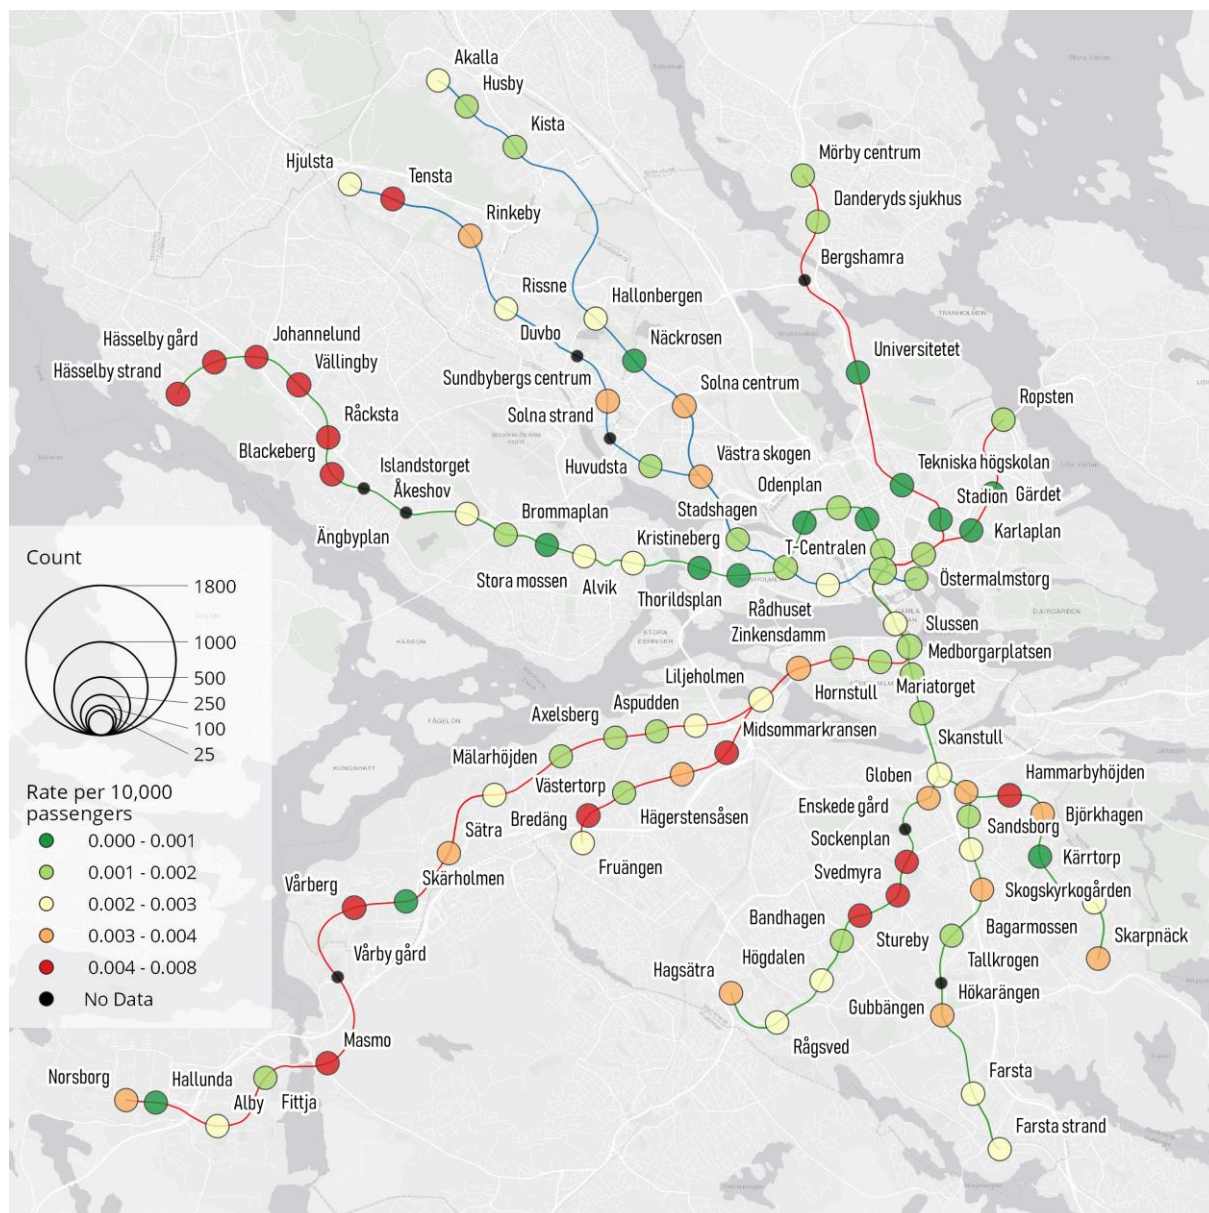 Akalla
Husby
Kista
Mörby centrum
Hjulsta
Tensta
Danderyds sjukhus
Rinkeby
Bergshamra
Rissne
Hallonbergen
TRANHOLMEN
Duvbo
Näckrosen
Universitetet
Hässelby gård
Johannelund
Vällingby
Hässelby strand
Sundbybergs centrum
Solna centrum
Ropsten
Solna strand
Råcksta
Blackeberg
Islandstorget
Huvudsta
Västra skogen
Tekniska högskolan
Åkeshov
Odenplan
Stadion
Gärdet
Brommaplan
Stadshagen
Ängbyplan
Kristineberg
T-Centralen
Karlaplan
Stora mossen
Alvik
Thorildsplan
Östermalmstorg
Rådhuset
DJURGÅRDEN
STORA
ESSINGEN
KÄRSÖN
Zinkensdamm
Slussen
Medborgarplatsen
Liljeholmen
Hornstull
Mariatorget
Aspudden
Axelsberg
FÅGELÖN
Midsommarkransen
Skanstull
Mälarhöjden
KUNGSHATT
Globen
Hammarbyhöjden
Västertorp
Enskede gård
Björkhagen
Bredäng
Hägerstensåsen
Sandsborg
Sätra
Sockenplan
Kärrtorp
Fruängen
Svedmyra
Skärholmen
Skogskyrkogården
Vårberg
Bandhagen
Bagarmossen
Stureby
Skarpnäck
Vårby gård
Högdalen
Tallkrogen
Hagsätra
Hökarängen
Gubbängen
Masmo
Rågsved
Norsborg
Hallunda
Farsta
Alby
Fittja
Farsta strand
Count
1800
1000
500
250
100
25
Rate per 10,000
passengers
0.000 - 0.001
0.001 - 0.002
0.002 - 0.003
0.003 - 0.004
0.004 - 0.008
No Data